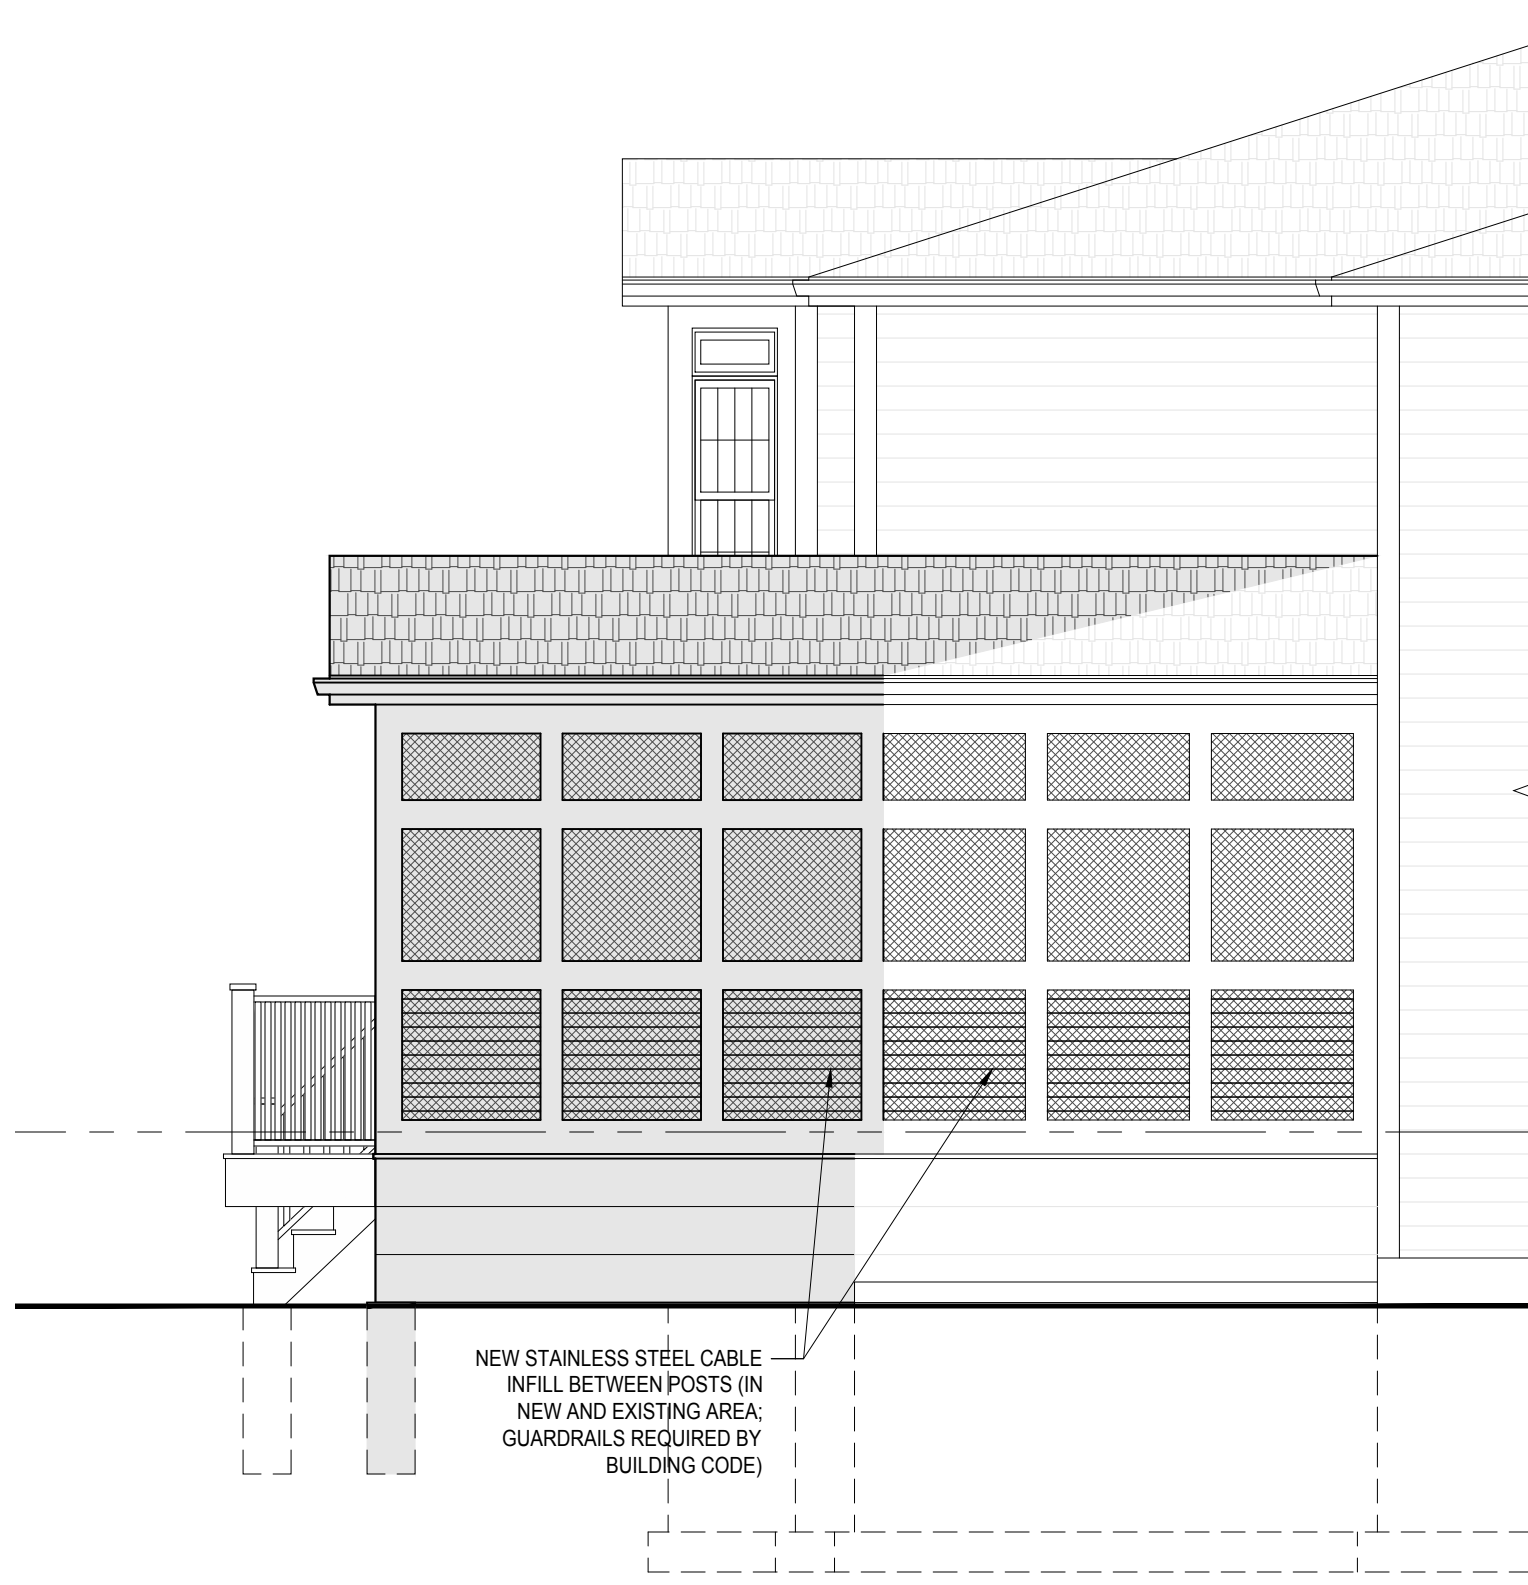 NEW STAINLESS STEEL CABLE
INFILL BETWEEN POSTS (IN
NEW AND EXISTING AREA;
GUARDRAILS REQUIRED BY
BUILDING CODE)